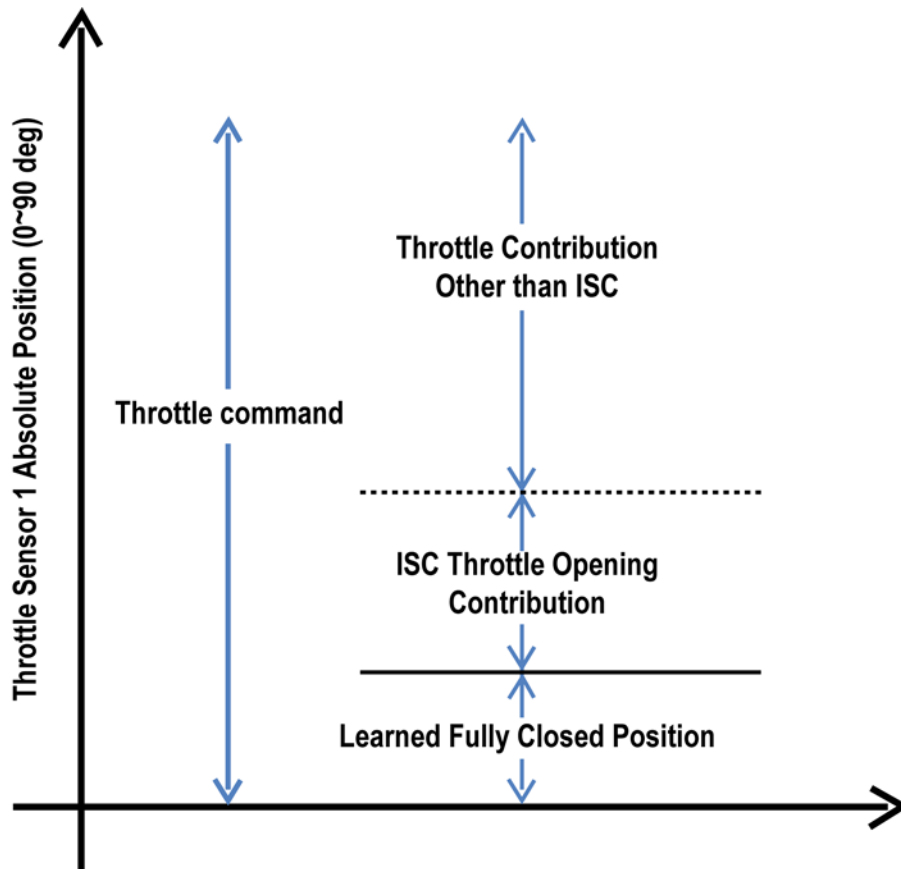 Throttle Sensor 1 Absolute Position (0~90 deg)
Throttle Contribution
Other than ISC
Throttle command
ISC Throttle Opening
Contribution
Learned Fully Closed Position